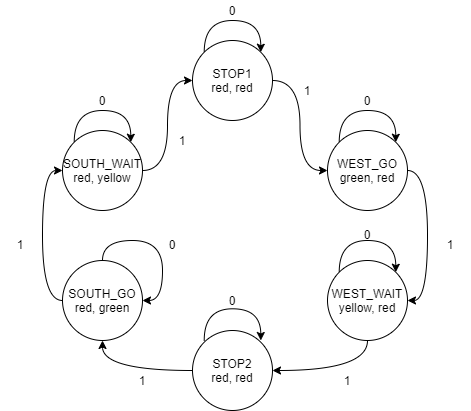 0
STOP1
red, red
1
1
0
SOUTH_WAIT
red, yellow
0
WEST_GO
green, red
1
1
0
SOUTH_GO
red, green
0
WEST_WAIT
yellow, red
0
STOP2
red, red
1
1